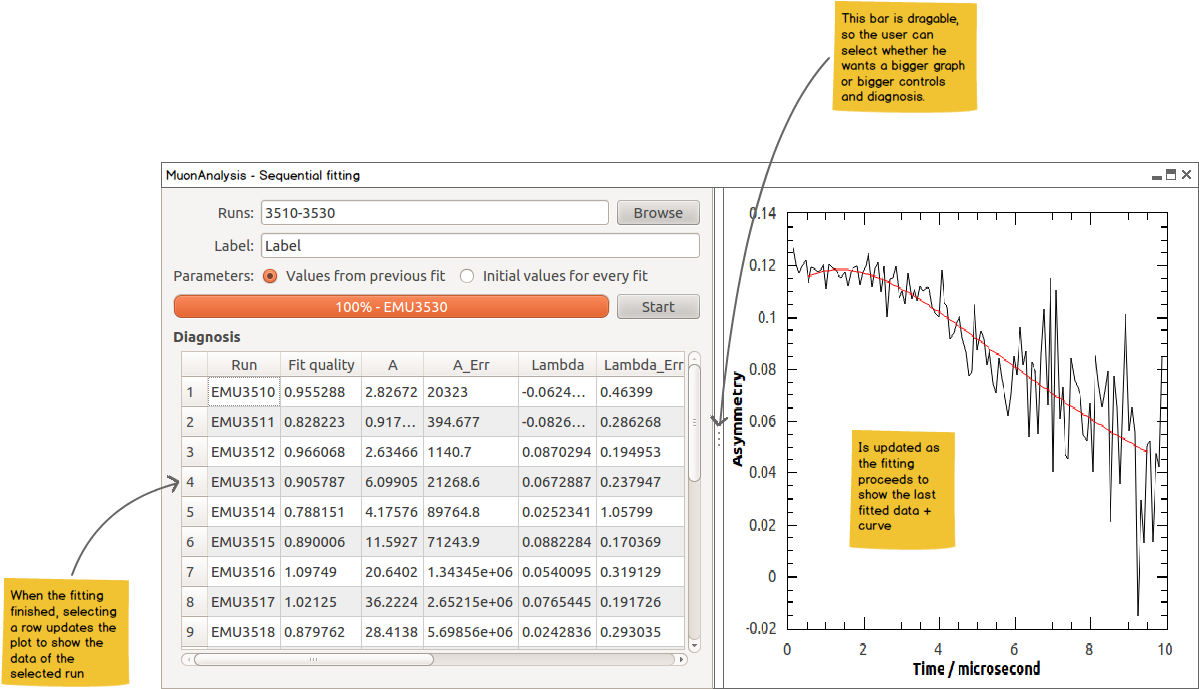 This bar is dragable,
so the user can
select whether he
wants a bigger graph
or bigger controls
and diagnosis.
MuonAnalysis - Sequential fitting
Runs: 3510-3530 Browse
Label: Label
Parameters: Values from previous fit Initial values for every fit
100% - EMU3530 Start
Diagnosis
Run Fit quality A A_Err Lambda Lambda_Err
1 EMU3510 0.955288 2.82672 20323 -0.0624... 0.46399
2 EMU3511 0.828223 0.917... 394.677 -0.0826... 0.286268
3 EMU3512 0.966068 2.63466 1140.7 0.0870294 0.194953
4 EMU3513 0.905787 6.09905 21268.6 0.0672887 0.237947
5 EMU3514 0.788151 4.17576 89764.8 0.0252341 1.05799
6 EMU3515 0.890006 11.5927 71243.9 0.0882284 0.170369
7 EMU3516 1.09749 20.6402 1.34345e+06 0.0540095 0.319129
8 EMU3517 1.02125 36.2224 2.65215e+06 0.0765445 0.191726
9 EMU3518 0.879762 28.4138 5.69856e+06 0.0242836 0.293035
When the fitting
finished, selecting
a row updates the
plot to show the
data of the
selected run
0.14
0.12
0.1
0.08
0.06
0.04
0.02
0
-0.02
Asymmetry
Is updated as
the fitting
proceeds to
show the last
fitted data +
curve
0 2 4 6 8 10
Time / microsecond